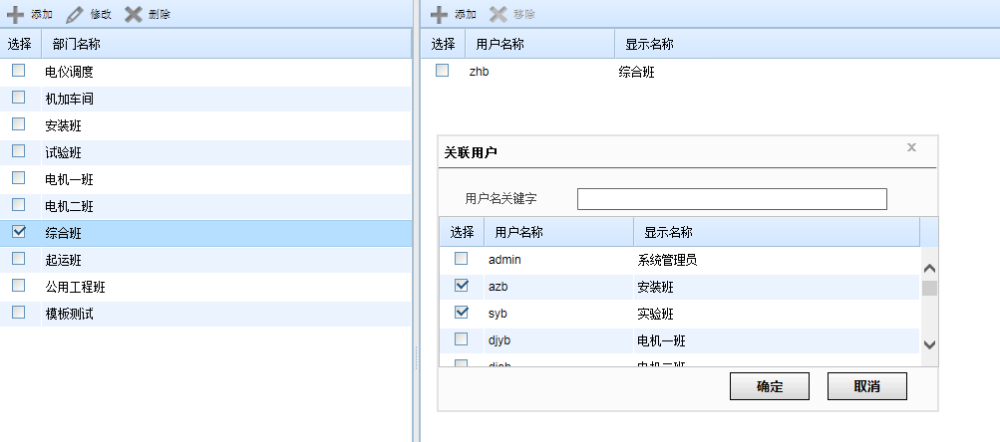 添加 修改 删除
选择 部门名称
电仪调度
机加车间
安装班
试验班
电机一班
电机二班
综合班
起运班
公用工程班
模板测试
添加 移除
选择 用户名称 显示名称
zhb 综合班
关联用户 x
用户名关键字
选择 用户名称 显示名称
admin 系统管理员
azb 安装班
syb 实验班
djyb 电机一班
电机二班
确定 取消